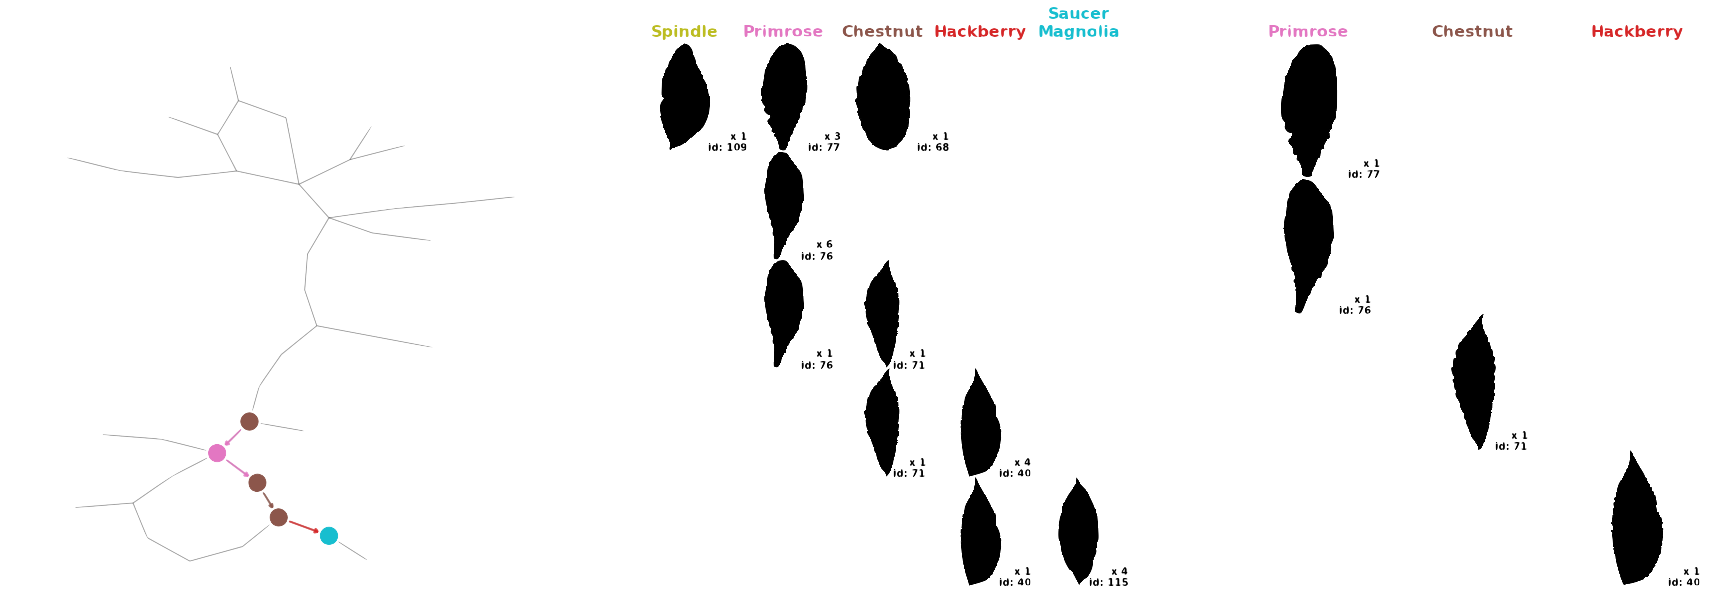 Spindle Primrose Chestnut Hackberry Saucer Magnolia Primrose Chestnut Hackberry
x 1
id: 109
x 3
id: 77
x 1
id: 68
x 6
id: 76
x 1
id: 76
x 1
id: 71
x 1
id: 71
x 4
id: 40
x 1
id: 40
x 4
id: 115
x 1
id: 77
x 1
id: 76
x 1
id: 71
x 1
id: 40